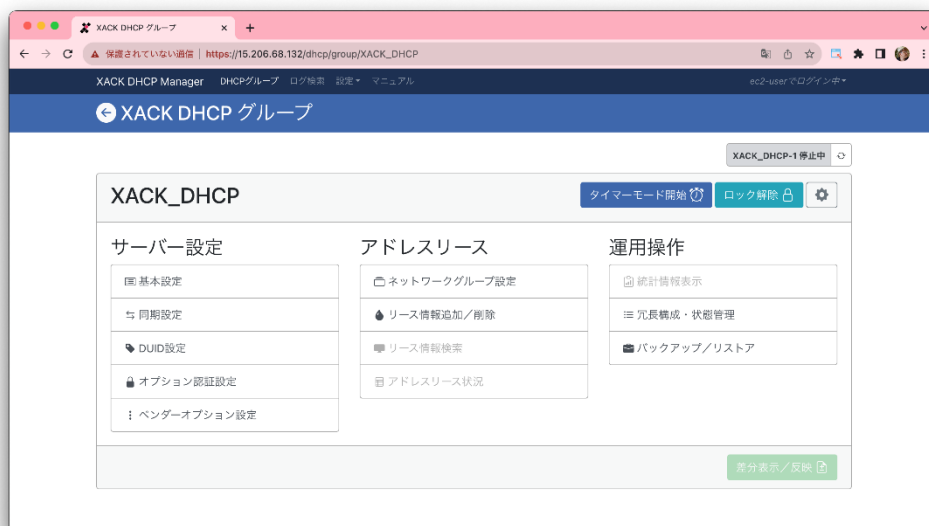 XACK DHCP グループ
保護されていない通信 | https://15.206.68.132/dhcp/group/XACK_DHCP
XACK DHCP Manager DHCPグループ ログ検索 設定 マニュアル ec2-userでログイン中
XACK DHCP グループ
XACK_DHCP-1 停止中
XACK_DHCP タイマーモード開始 ロック解除
サーバー設定
基本設定
同期設定
DUID設定
オプション認証設定
ベンダーオプション設定
アドレスリース
ネットワークグループ設定
リース情報追加／削除
リース情報検索
アドレスリース状況
運用操作
統計情報表示
冗長構成・状態管理
バックアップ／リストア
差分表示／反映